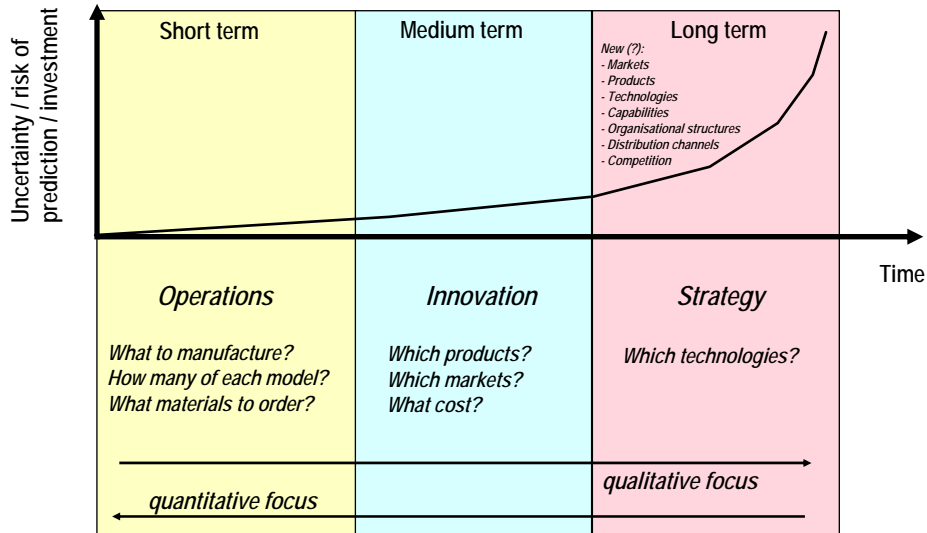 Uncertainty / risk of
prediction / investment
Short term
Medium term
Long term
New (?):
- Markets
- Products
- Technologies
- Capabilities
- Organisational structures
- Distribution channels
- Competition
Time
Operations
Innovation
Strategy
What to manufacture?
How many of each model?
What materials to order?
Which products?
Which markets?
What cost?
Which technologies?
qualitative focus
quantitative focus